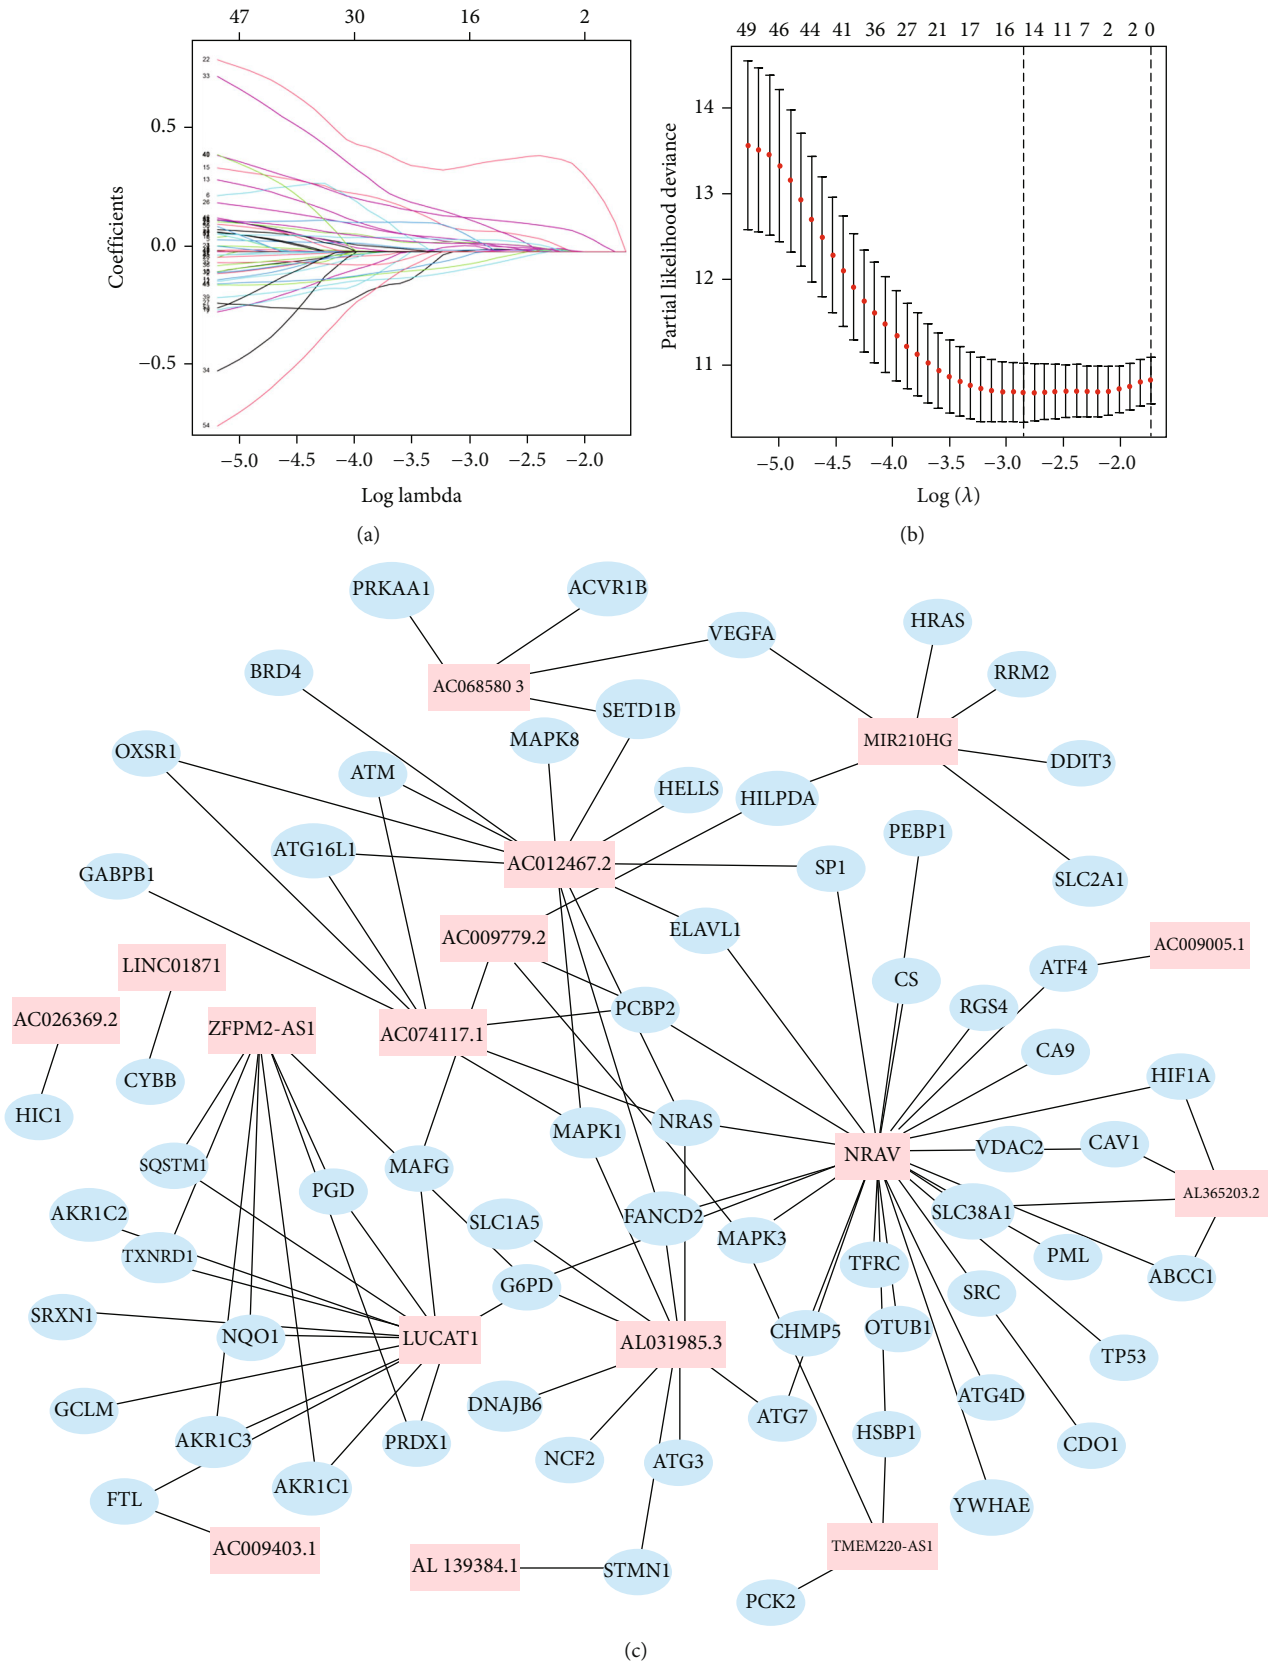 47 30 16 2
0.5
0.0
−0.5
Coefficients
22
33
15
13
6
26
34
54
−5.0 −4.5 −4.0 −3.5 −3.0 −2.5 −2.0
Log lambda
(a)
49 46 44 41 36 27 21 17 16 14 11 7 2 2 0
14
13
12
11
Partial likelihood deviance
−5.0 −4.5 −4.0 −3.5 −3.0 −2.5 −2.0
Log (λ)
(b)
PRKAA1
ACVR1B
HRAS
VEGFA
BRD4
RRM2
AC068580 3
SETD1B
MAPK8
MIR210HG
OXSR1
DDIT3
ATM
HELLS
HILPDA
PEBP1
ATG16L1
AC012467.2
SP1
GABPB1
SLC2A1
ELAVL1
AC009779.2
AC009005.1
LINC01871
ATF4
CS
RGS4
PCBP2
AC026369.2
ZFPM2-AS1
AC074117.1
CA9
CYBB
HIF1A
HIC1
NRAS
MAPK1
CAV1
VDAC2
NRAV
SQSTM1
MAFG
PGD
AL365203.2
AKR1C2
SLC1A5
FANCD2
SLC38A1
MAPK3
TXNRD1
PML
TFRC
ABCC1
G6PD
SRC
SRXN1
NQO1
LUCAT1
AL031985.3
CHMP5
OTUB1
TP53
ATG4D
DNAJB6
GCLM
ATG7
HSBP1
AKR1C3
PRDX1
CDO1
NCF2
ATG3
AKR1C1
FTL
YWHAE
AC009403.1
TMEM220-AS1
AL 139384.1
STMN1
PCK2
(c)